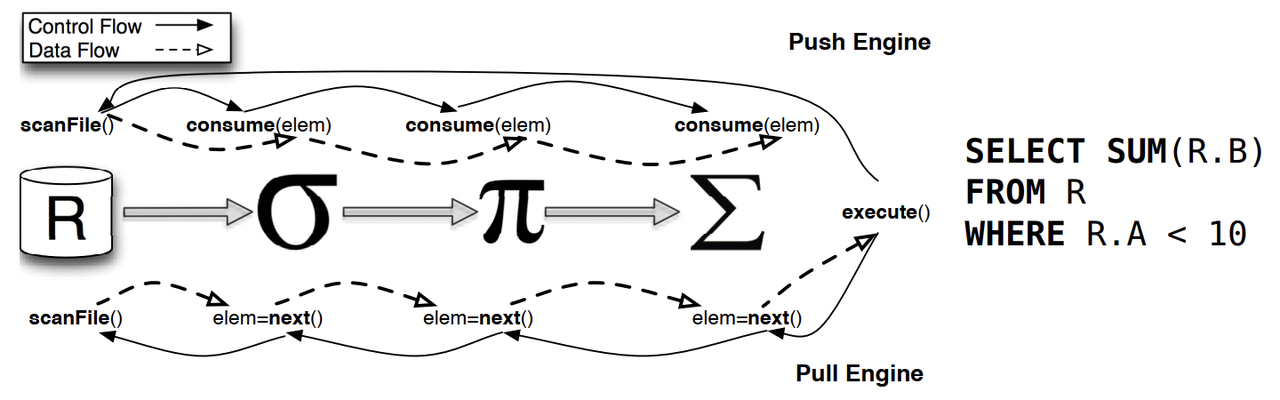 Control Flow
Data Flow
Push Engine
scanFile() consume(elem) consume(elem) consume(elem)
R σ π Σ execute()
scanFile() elem=next() elem=next() elem=next()
Pull Engine
SELECT SUM(R.B)
FROM R
WHERE R.A < 10